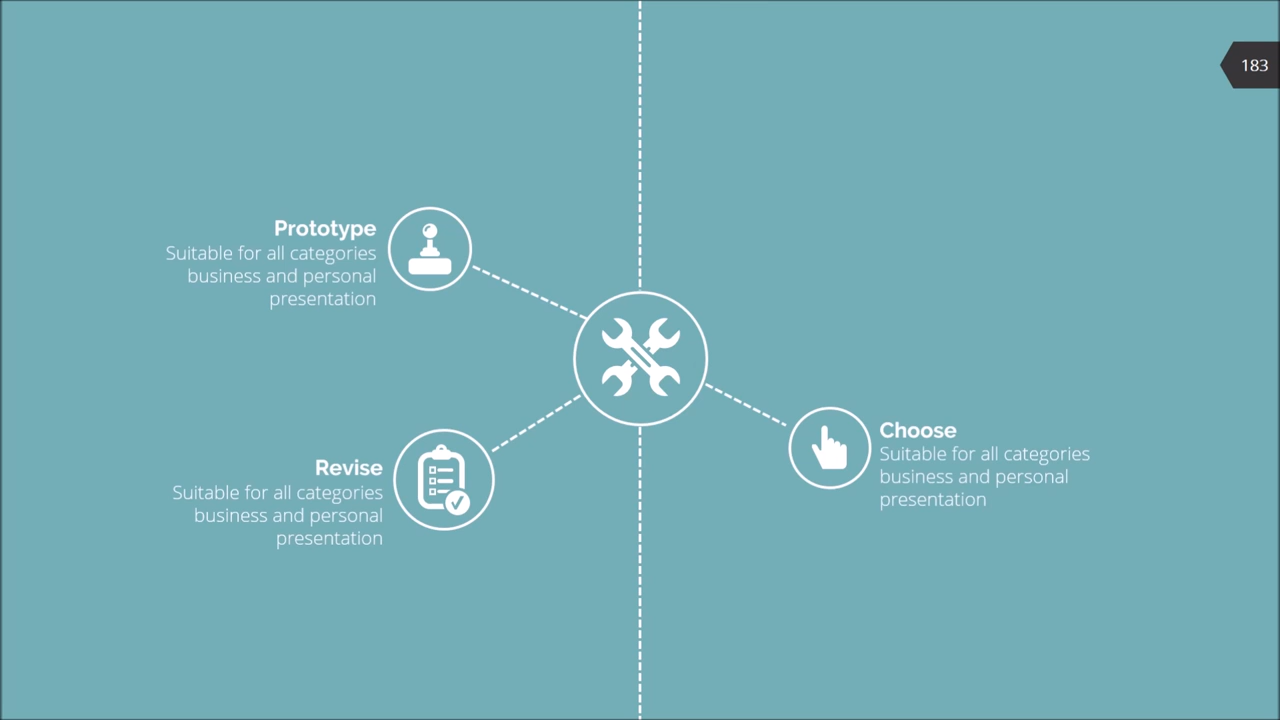 183
Prototype
Suitable for all categories
business and personal
presentation
Revise
Suitable for all categories
business and personal
presentation
Choose
Suitable for all categories
business and personal
presentation